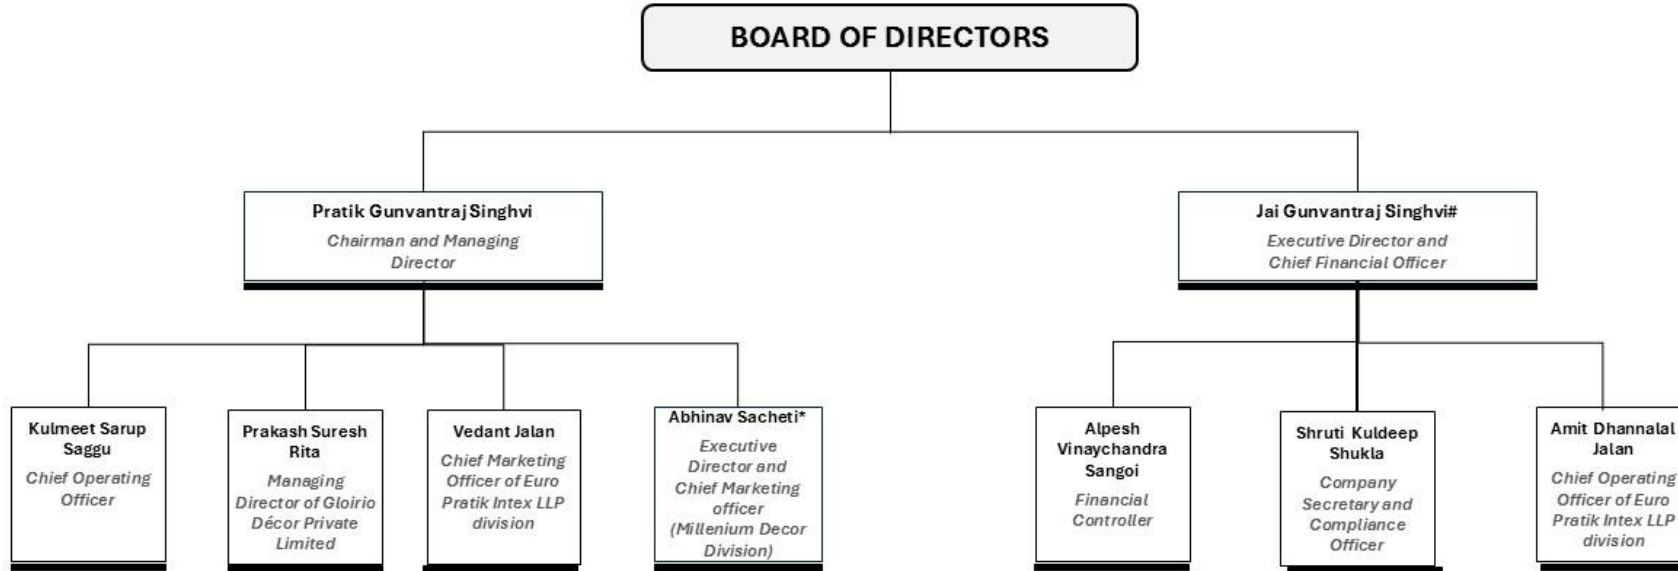 BOARD OF DIRECTORS
Pratik Gunvantraj Singhvi
Chairman and Managing
Director
Jai Gunvantraj Singhvi#
Executive Director and
Chief Financial Officer
Kulmeet Sarup
Saggu
Chief Operating
Officer
Prakash Suresh
Rita
Managing
Director of Gloirio
Décor Private
Limited
Vedant Jalan
Chief Marketing
Officer of Euro
Pratik Intex LLP
division
Abhinav Sacheti*
Executive
Director and
Chief Marketing
officer
(Millenium Decor
Division)
Alpesh
Vinaychandra
Sangoi
Financial
Controller
Shruti Kuldeep
Shukla
Company
Secretary and
Compliance
Officer
Amit Dhannalal
Jalan
Chief Operating
Officer of Euro
Pratik Intex LLP
division